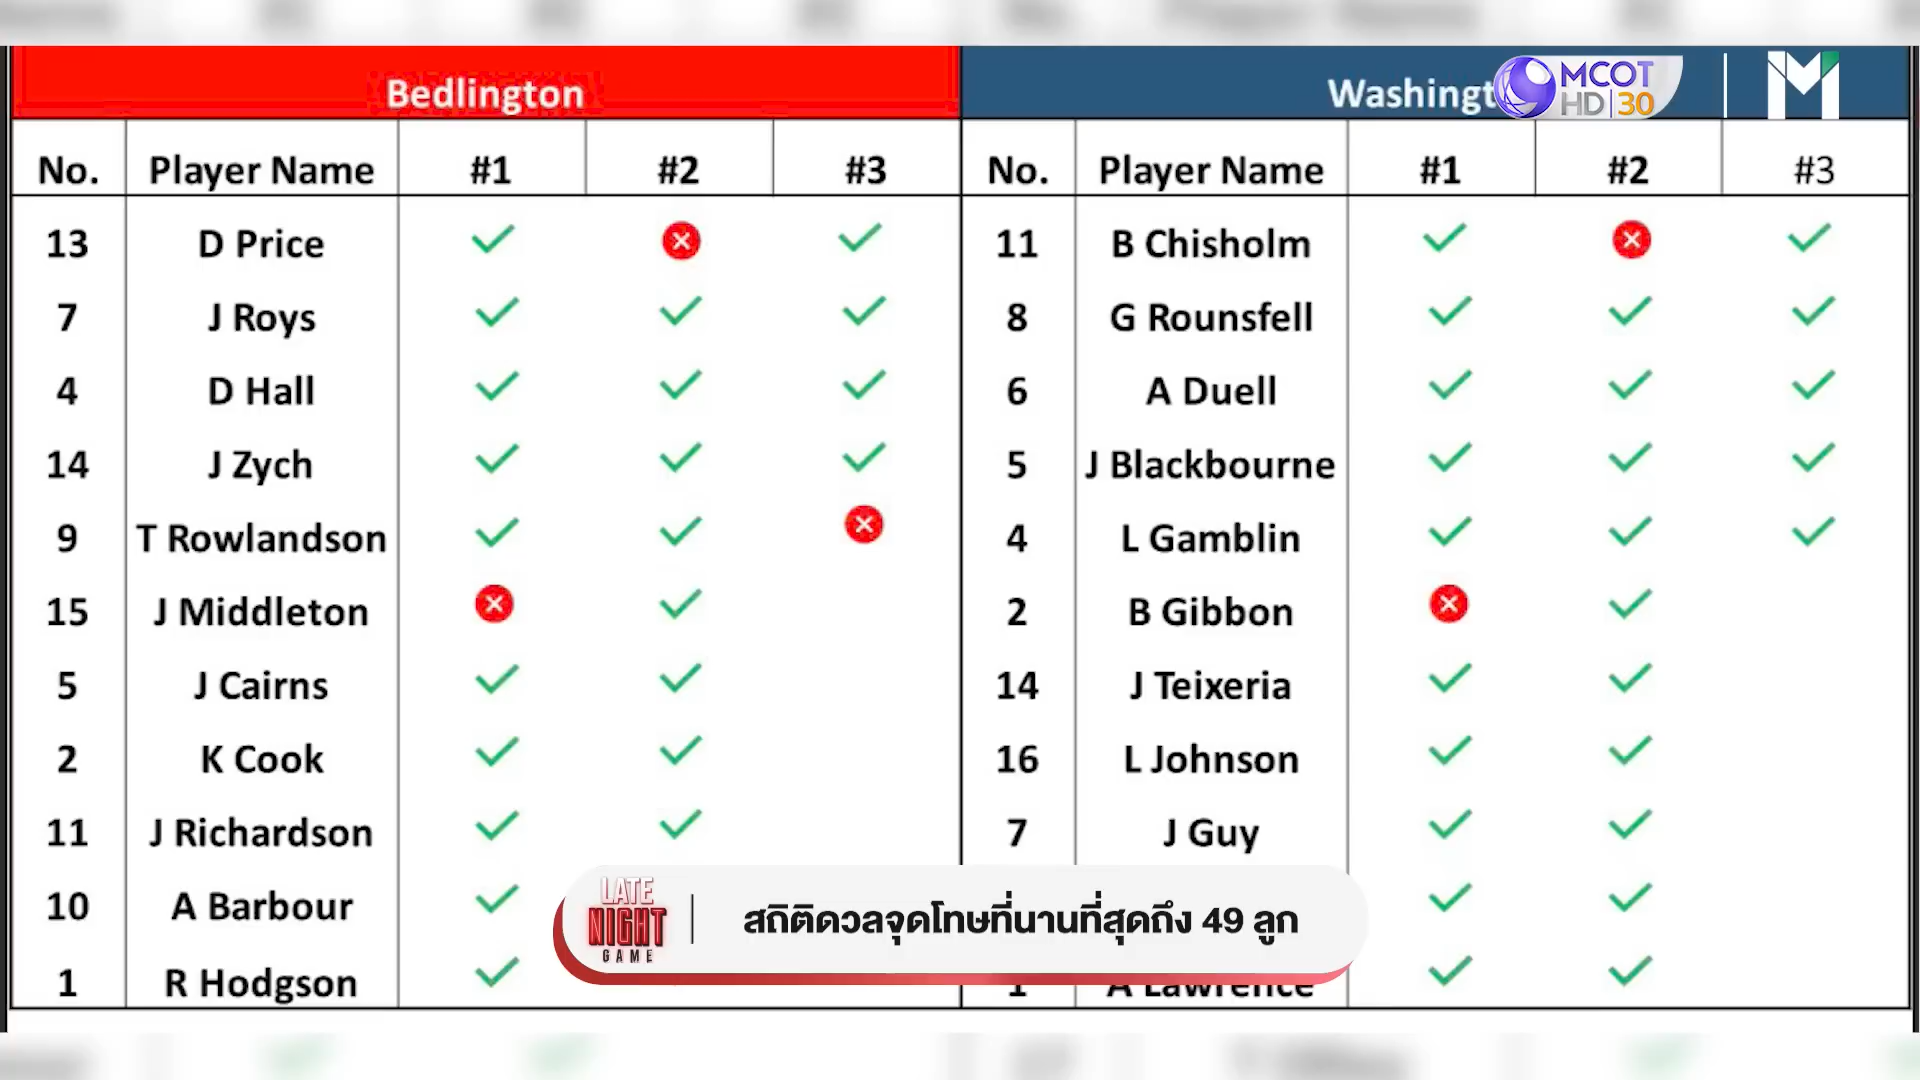 Bedlington
Washingt
MCOT
HD 30
No. Player Name #1 #2 #3 No. Player Name #1 #2 #3
13 D Price 11 B Chisholm
7 J Roys 8 G Rounsfell
4 D Hall 6 A Duell
14 J Zych 5 J Blackbourne
9 T Rowlandson 4 L Gamblin
15 J Middleton 2 B Gibbon
5 J Cairns 14 J Teixeria
2 K Cook 16 L Johnson
11 J Richardson 7 J Guy
10 A Barbour
1 R Hodgson 1 A Lawrence
LATE
NIGHT
GAME
สถิติดวลจุดโทษที่นานที่สุดถึง 49 ลูก